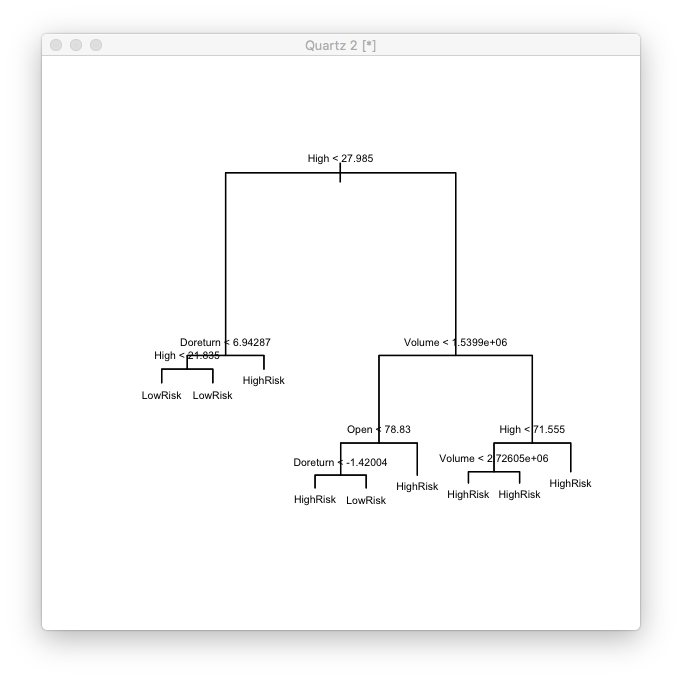 Quartz 2 [*]
High < 27.985
Doreturn < 6.94287
Volume < 1.5399e+06
High < 21.835
HighRisk
LowRisk
LowRisk
Open < 78.83
High < 71.555
Doreturn < -1.42004
Volume < 2.72605e+06
HighRisk
HighRisk
HighRisk
HighRisk
HighRisk
LowRisk